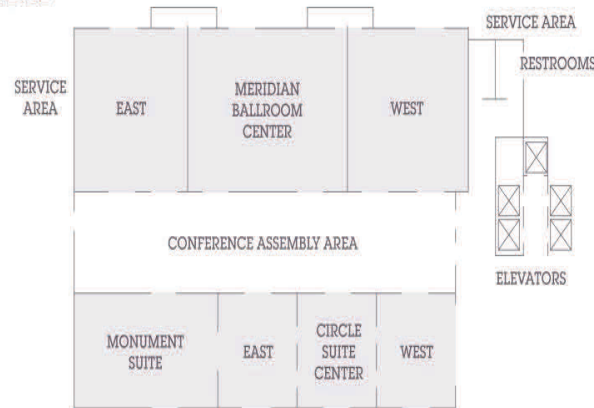 SERVICE AREA
RESTROOMS
SERVICE
AREA
EAST
MERIDIAN
BALLROOM
CENTER
WEST
CONFERENCE ASSEMBLY AREA
ELEVATORS
MONUMENT
SUITE
EAST
CIRCLE
SUITE
CENTER
WEST